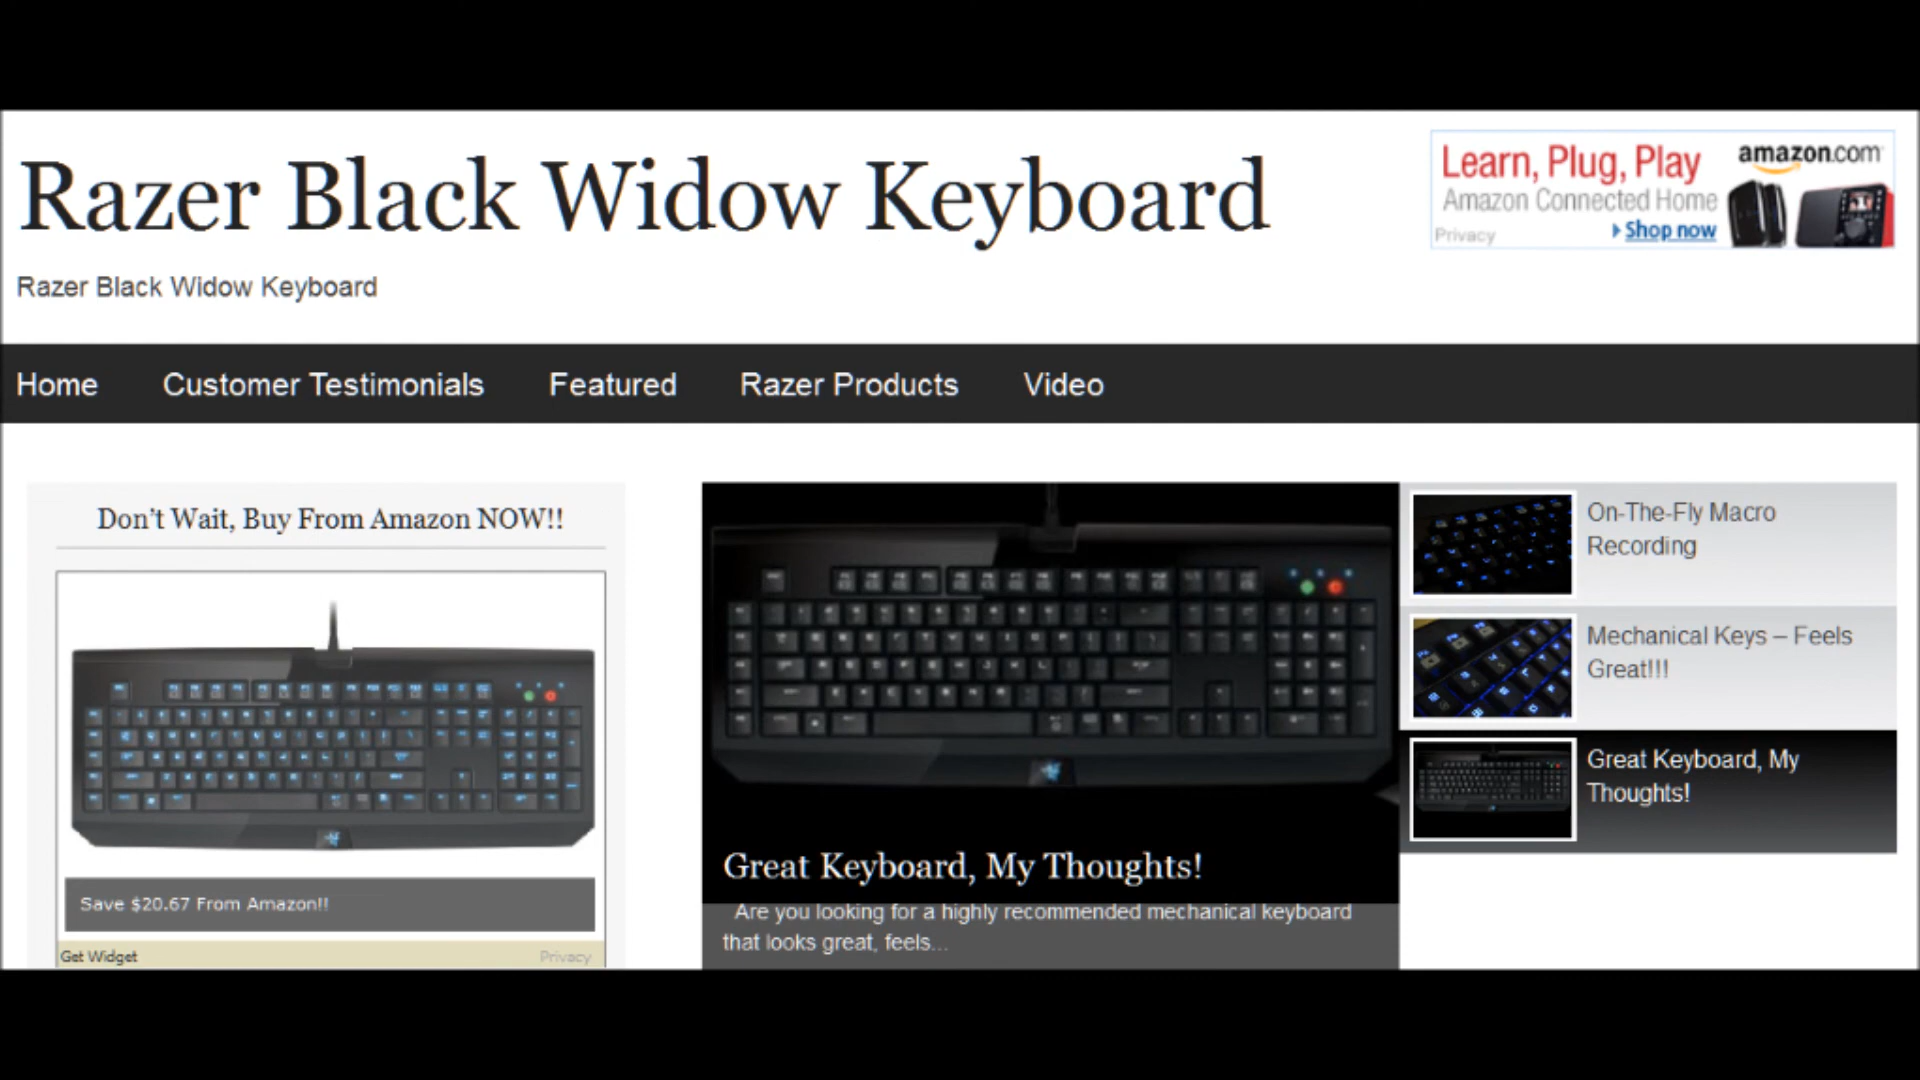 Razer Black Widow Keyboard
Learn, Plug, Play
amazon.com
Amazon Connected Home
Privacy
Shop now
Razer Black Widow Keyboard
Home
Customer Testimonials
Featured
Razer Products
Video
Don't Wait, Buy From Amazon NOW!!
Save $20.67 From Amazon!!
Get Widget
Privacy
Great Keyboard, My Thoughts!
Are you looking for a highly recommended mechanical keyboard
that looks great, feels...
On-The-Fly Macro
Recording
Mechanical Keys – Feels
Great!!!
Great Keyboard, My
Thoughts!